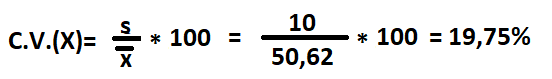 C.V.(X)= s/x̅ * 100 = 10/50,62 * 100 = 19,75%